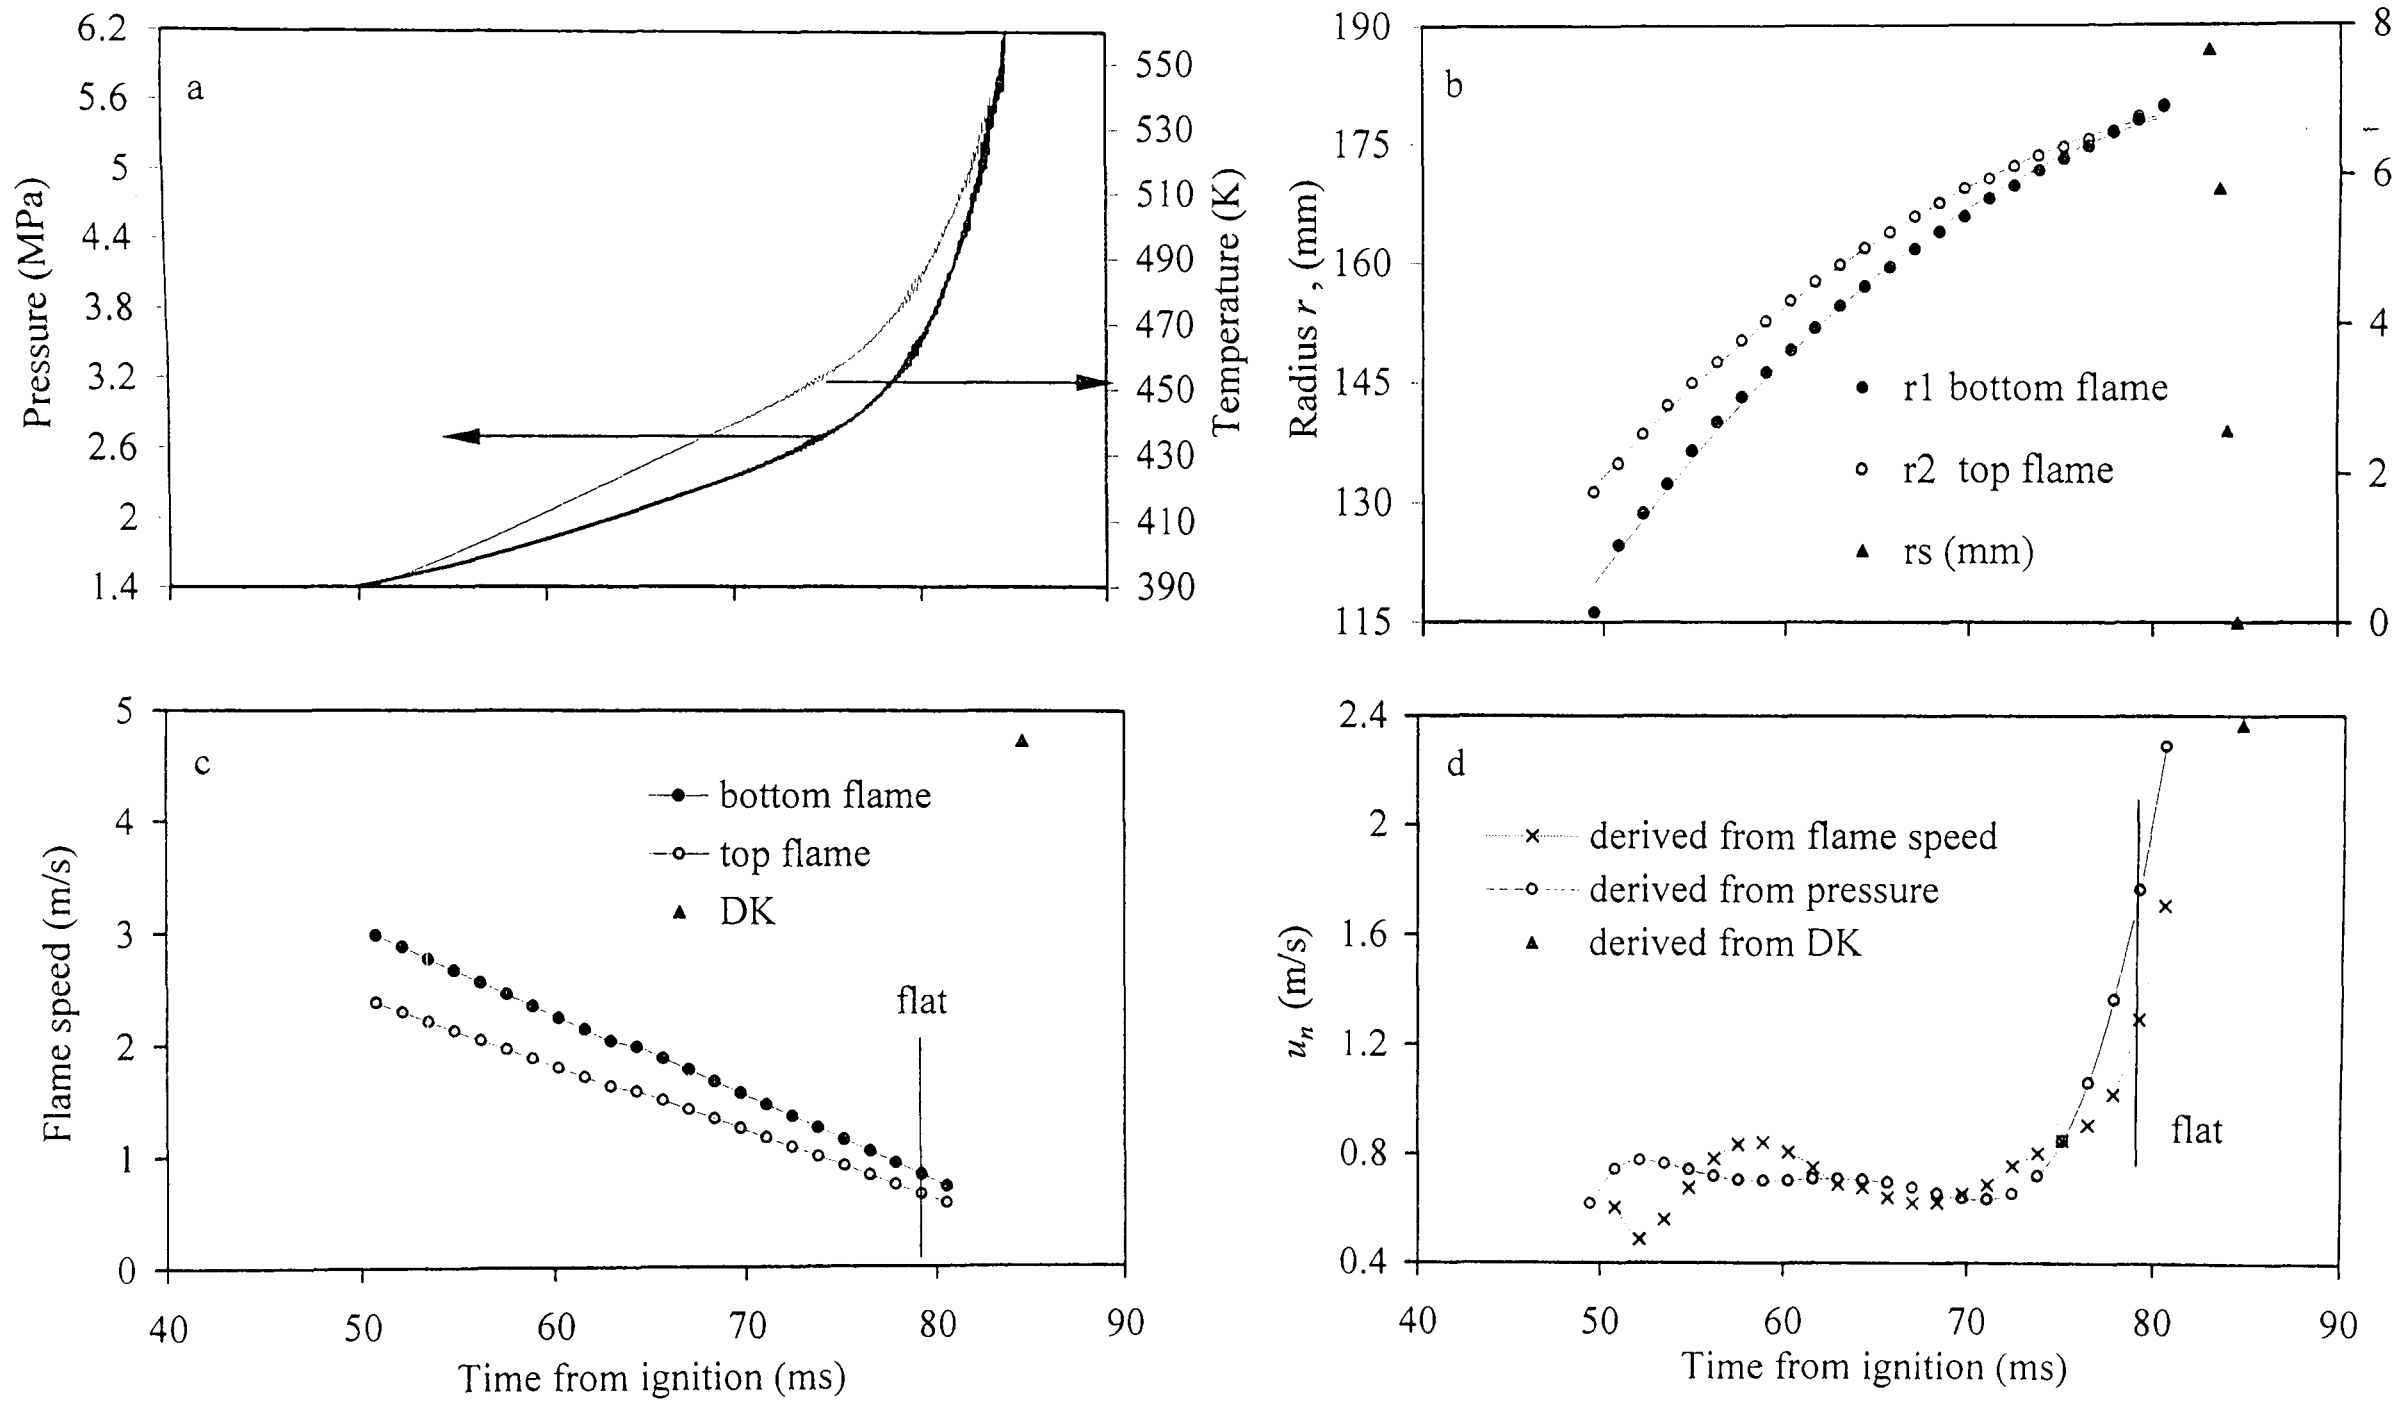 6.2
5.6
5
4.4
3.8
3.2
2.6
2
1.4
Pressure (MPa)
a
550
530
510
490
470
450
430
410
390
Temperature (K)
190
175
160
145
130
115
Radius r , (mm)
b
r1 bottom flame
r2 top flame
rs (mm)
8
6
4
2
0
5
4
3
2
1
0
Flame speed (m/s)
c
bottom flame
top flame
DK
flat
40 50 60 70 80 90
Time from ignition (ms)
2.4
2
1.6
1.2
0.8
0.4
un (m/s)
d
derived from flame speed
derived from pressure
derived from DK
flat
40 50 60 70 80 90
Time from ignition (ms)